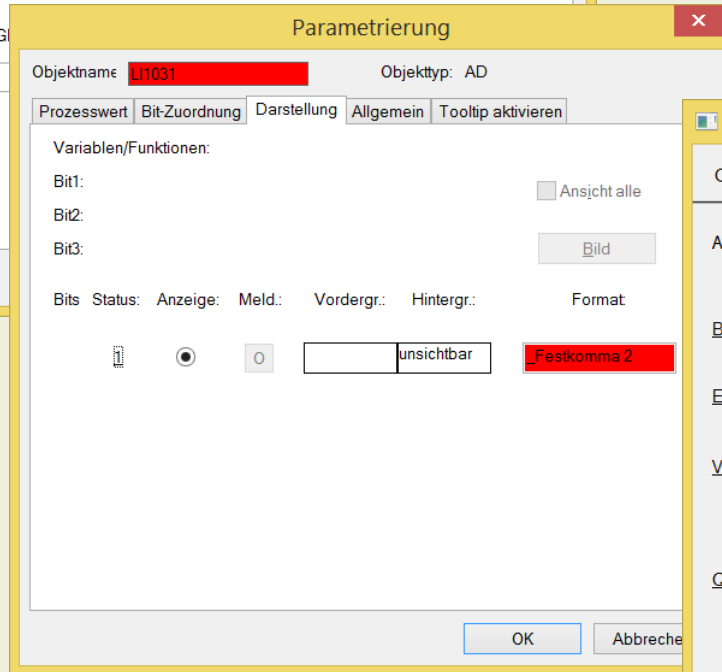 Parametrierung
Objektname LI1031 Objekttyp: AD
Prozesswert Bit-Zuordnung Darstellung Allgemein Tooltip aktivieren
Variablen/Funktionen:
Bit1:
Ansicht alle
Bit2:
Bit3:
Bild
Bits Status: Anzeige: Meld.: Vordergr.: Hintergr.: Format:
1 O unsichtbar _Festkomma 2
OK Abbreche
A
B
E
V
Q